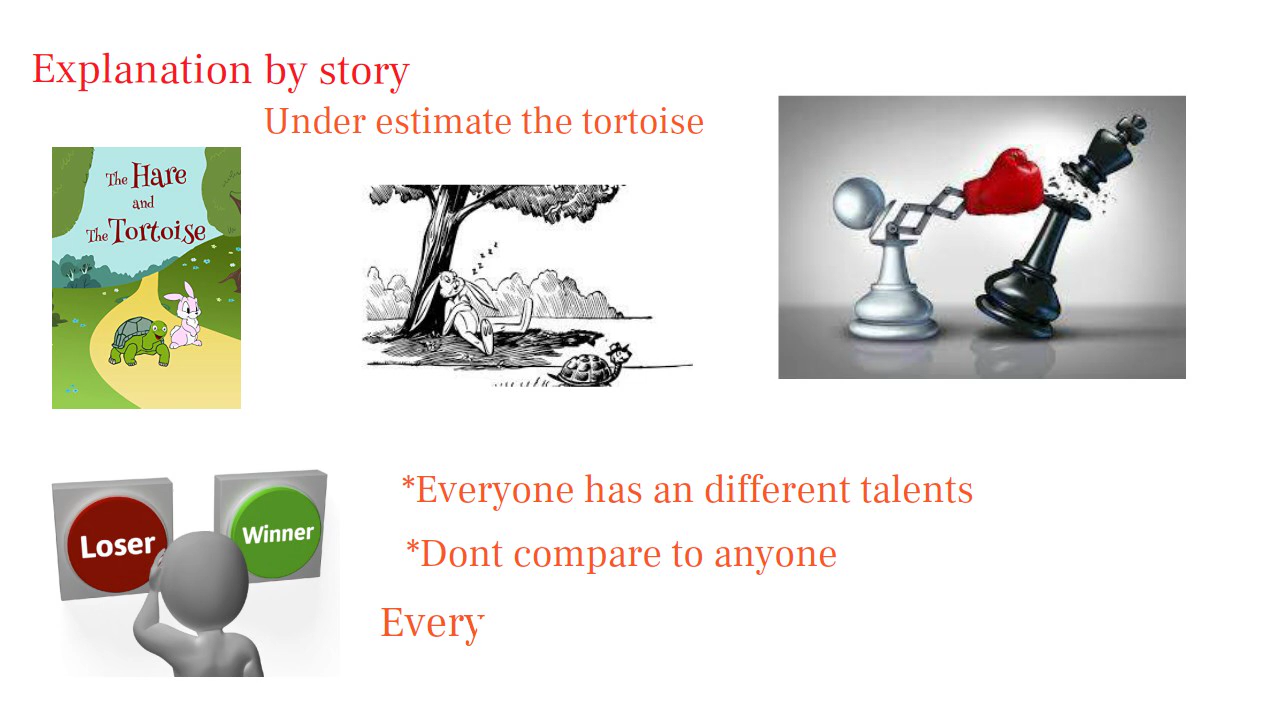 Explanation by story
Under estimate the tortoise
The Hare
and
The Tortoise
z z z z
Loser
Winner
*Everyone has an different talents
*Dont compare to anyone
Every